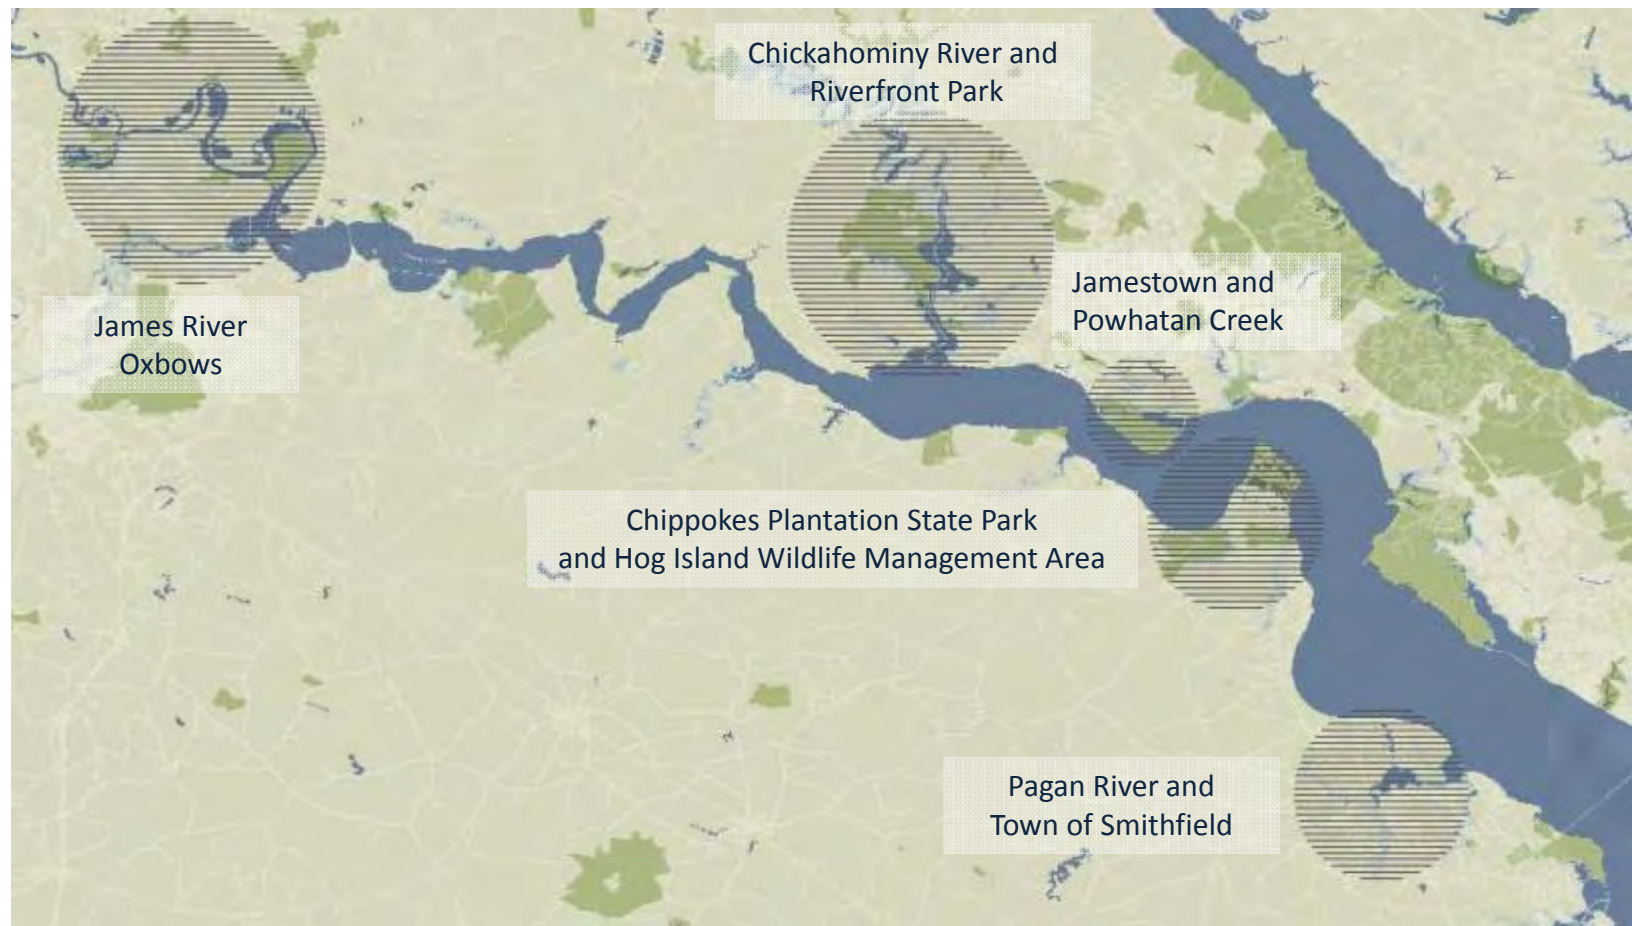 Chickahominy River and
Riverfront Park
Jamestown and
Powhatan Creek
James River
Oxbows
Chippokes Plantation State Park
and Hog Island Wildlife Management Area
Pagan River and
Town of Smithfield